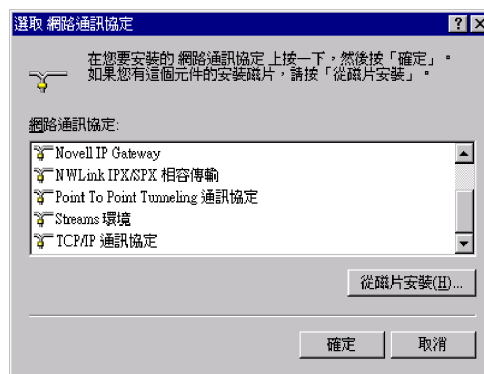 選取 網路通訊協定
在您要安裝的 網路通訊協定 上按一下，然後按「確定」。
如果您有這個元件的安裝磁片，請按「從磁片安裝」。
網路通訊協定:
Novell IP Gateway
NWLink IPX/SPX 相容傳輸
Point To Point Tunneling 通訊協定
Streams 環境
TCP/IP 通訊協定
從磁片安裝(H)...
確定
取消